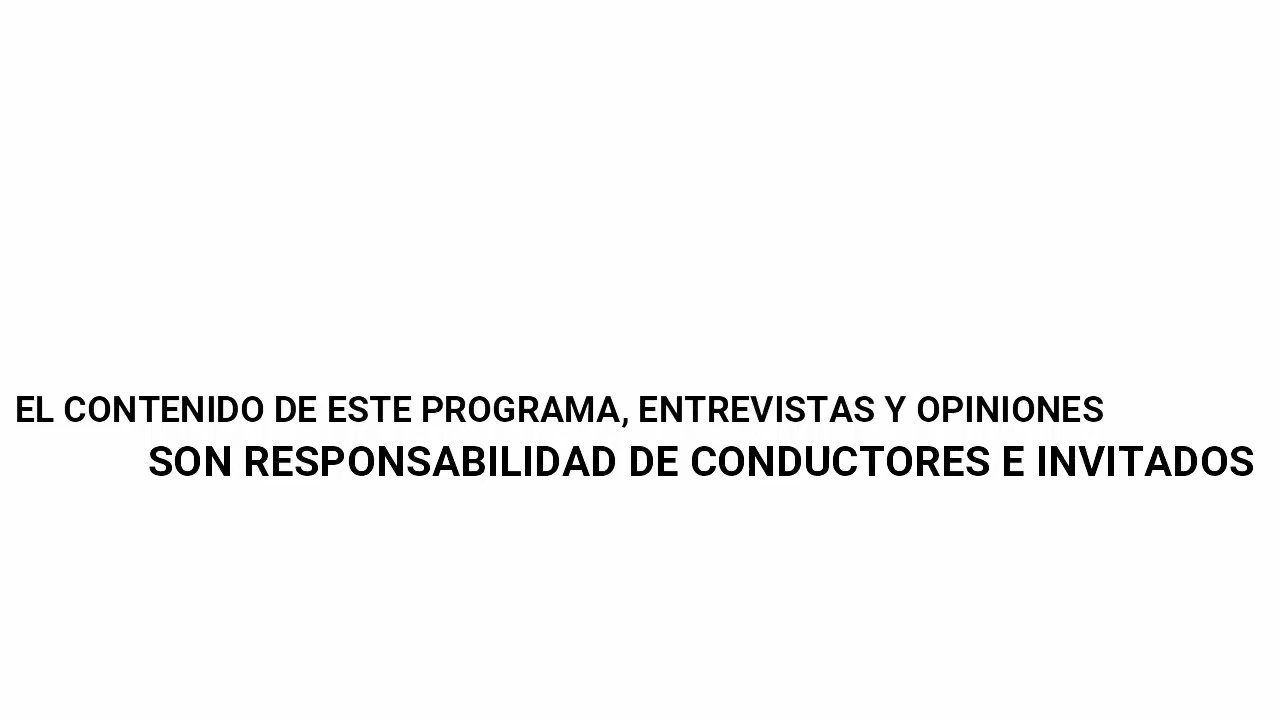 EL CONTENIDO DE ESTE PROGRAMA, ENTREVISTAS Y OPINIONES
SON RESPONSABILIDAD DE CONDUCTORES E INVITADOS